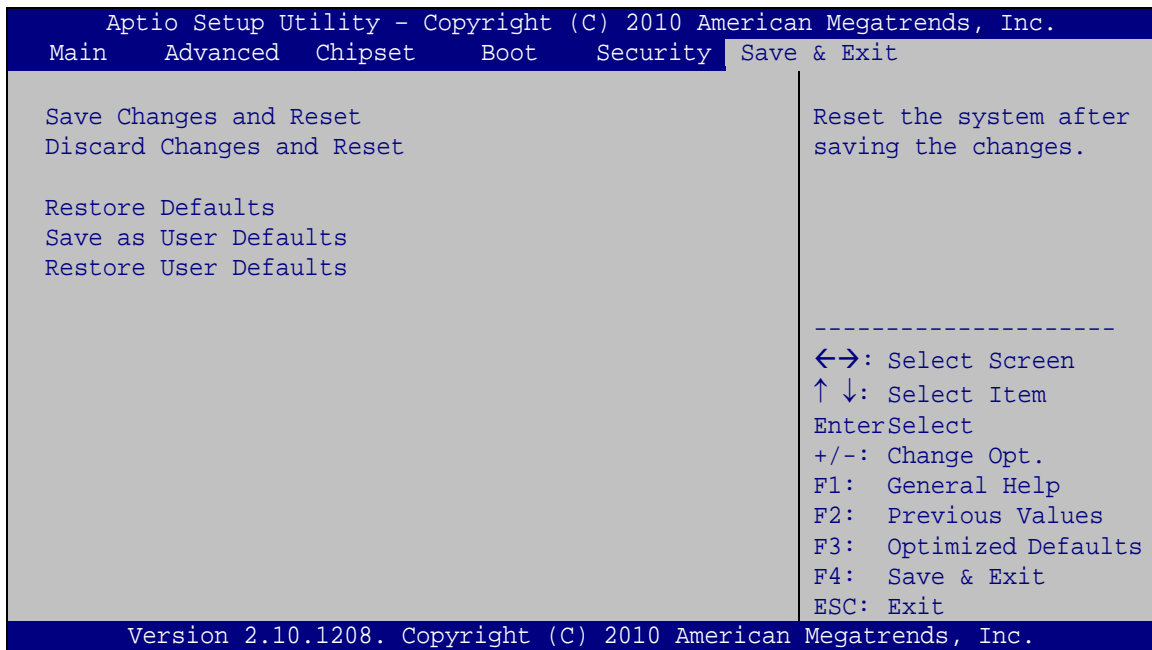 Aptio Setup Utility – Copyright (C) 2010 American Megatrends, Inc.
Main Advanced Chipset Boot Security Save & Exit
Save Changes and Reset
Discard Changes and Reset
Restore Defaults
Save as User Defaults
Restore User Defaults
Reset the system after
saving the changes.
---------------------
←→: Select Screen
↑ ↓: Select Item
EnterSelect
+/-: Change Opt.
F1: General Help
F2: Previous Values
F3: Optimized Defaults
F4: Save & Exit
ESC: Exit
Version 2.10.1208. Copyright (C) 2010 American Megatrends, Inc.